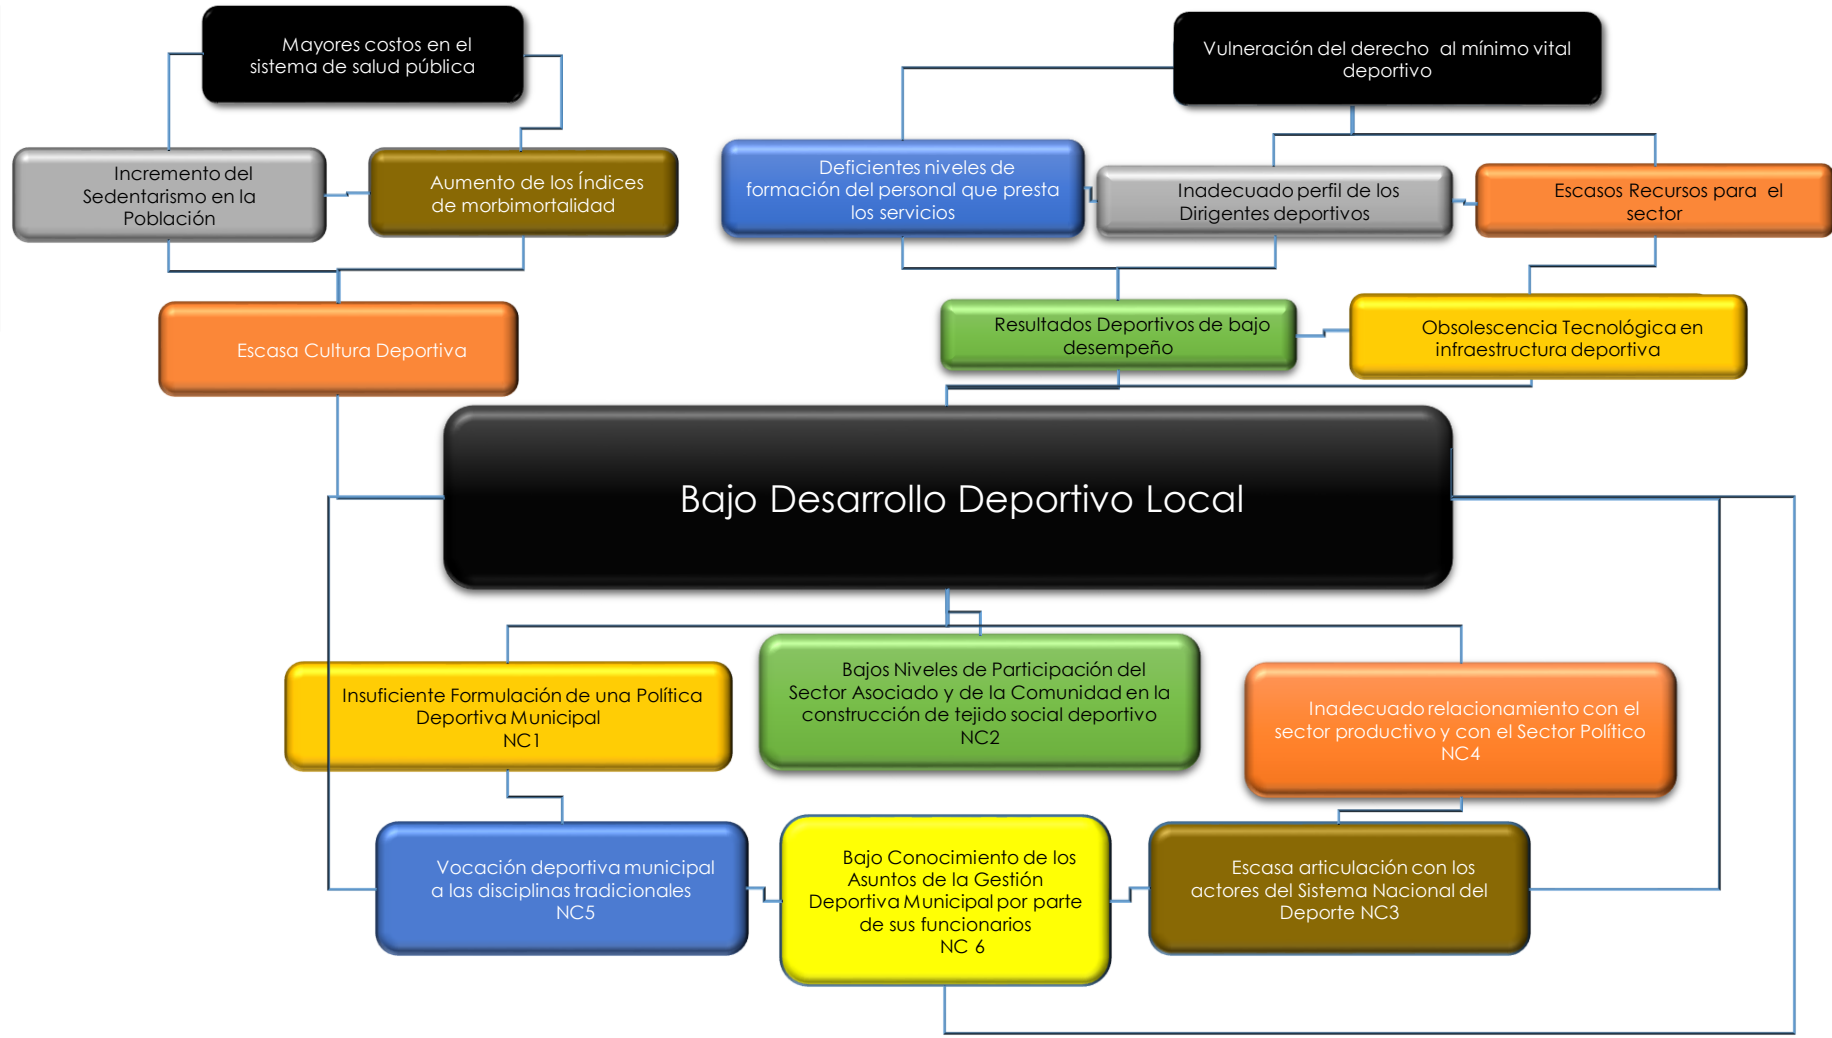 Mayores costos en el
sistema de salud pública
Vulneración del derecho al mínimo vital
deportivo
Incremento del
Sedentarismo en la
Población
Aumento de los Índices
de morbimortalidad
Deficientes niveles de
formación del personal que presta
los servicios
Inadecuado perfil de los
Dirigentes deportivos
Escasos Recursos para el
sector
Escasa Cultura Deportiva
Resultados Deportivos de bajo
desempeño
Obsolescencia Tecnológica en
infraestructura deportiva
Bajo Desarrollo Deportivo Local
Insuficiente Formulación de una Política
Deportiva Municipal
NC1
Bajos Niveles de Participación del
Sector Asociado y de la Comunidad en la
construcción de tejido social deportivo
NC2
Inadecuado relacionamiento con el
sector productivo y con el Sector Político
NC4
Vocación deportiva municipal
a las disciplinas tradicionales
NC5
Bajo Conocimiento de los
Asuntos de la Gestión
Deportiva Municipal por parte
de sus funcionarios
NC 6
Escasa articulación con los
actores del Sistema Nacional del
Deporte NC3